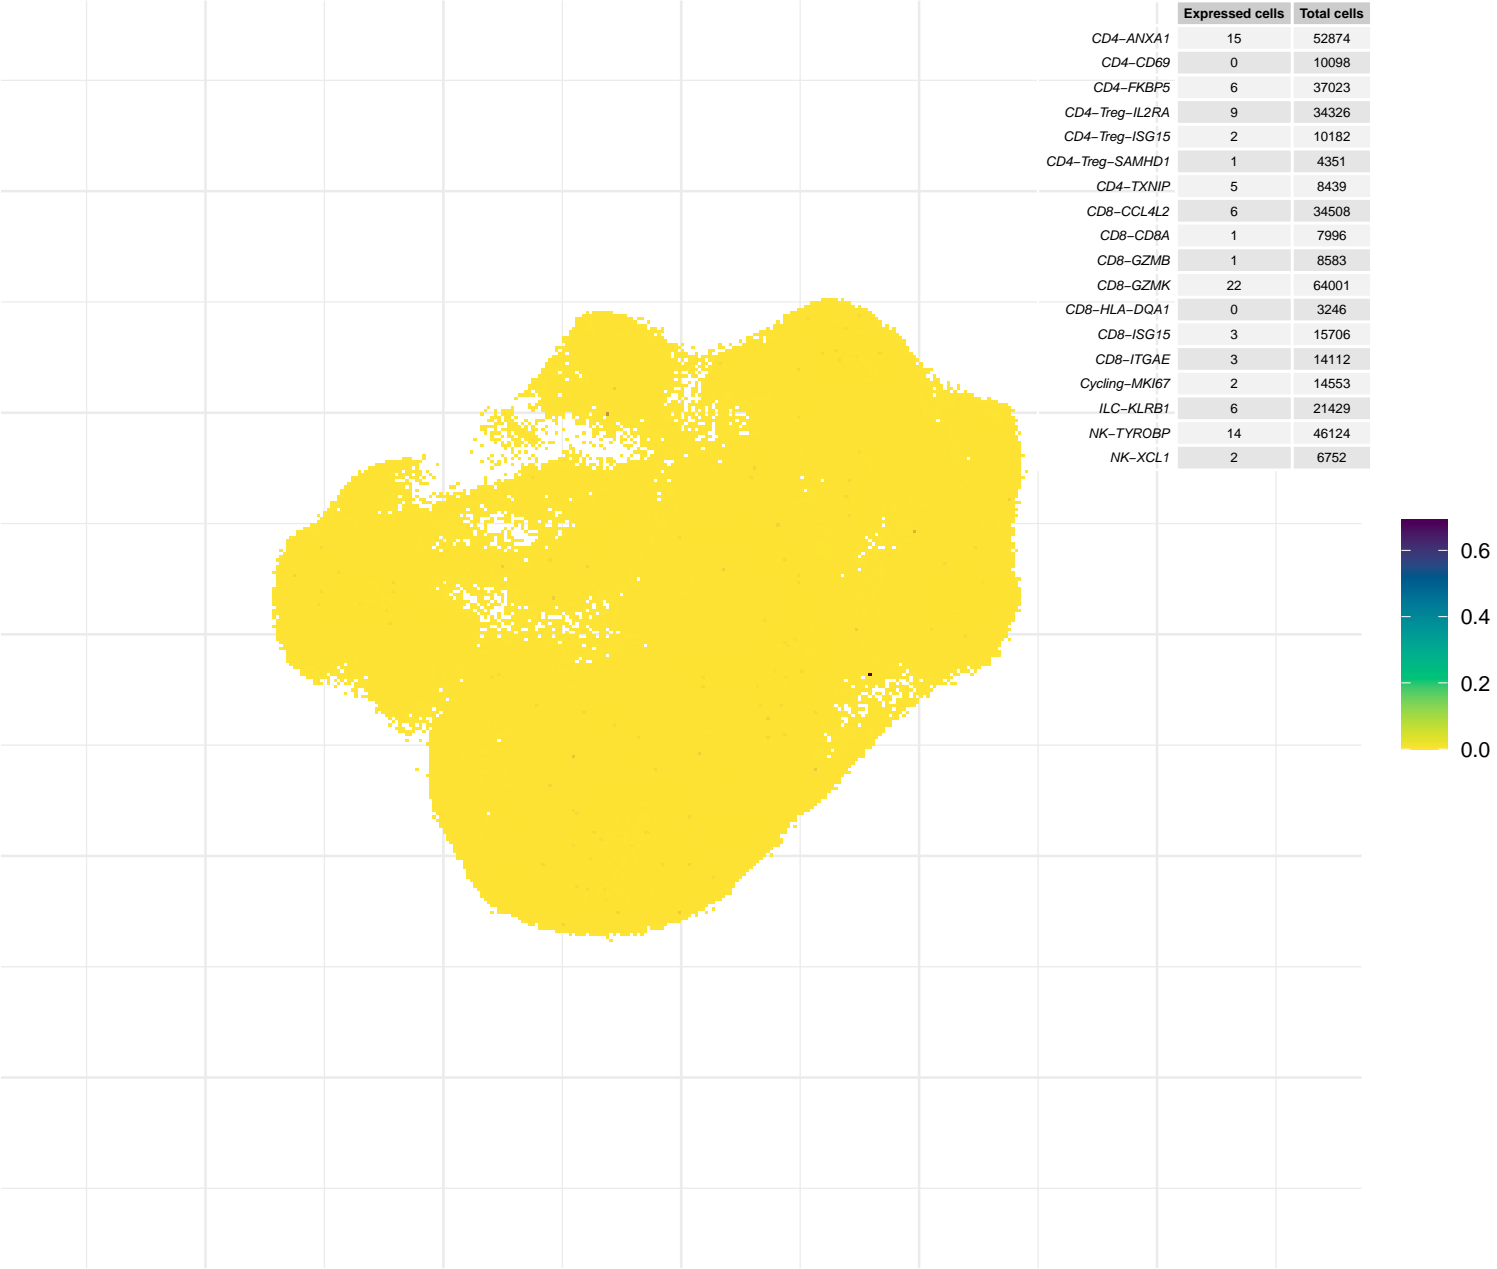 Expressed cells Total cells
CD4−ANXA1 15 52874
CD4−CD69 0 10098
CD4−FKBP5 6 37023
CD4−Treg−IL2RA 9 34326
CD4−Treg−ISG15 2 10182
CD4−Treg−SAMHD1 1 4351
CD4−TXNIP 5 8439
CD8−CCL4L2 6 34508
CD8−CD8A 1 7996
CD8−GZMB 1 8583
CD8−GZMK 22 64001
CD8−HLA−DQA1 0 3246
CD8−ISG15 3 15706
CD8−ITGAE 3 14112
Cycling−MKI67 2 14553
ILC−KLRB1 6 21429
NK−TYROBP 14 46124
NK−XCL1 2 6752
0.6
0.4
0.2
0.0